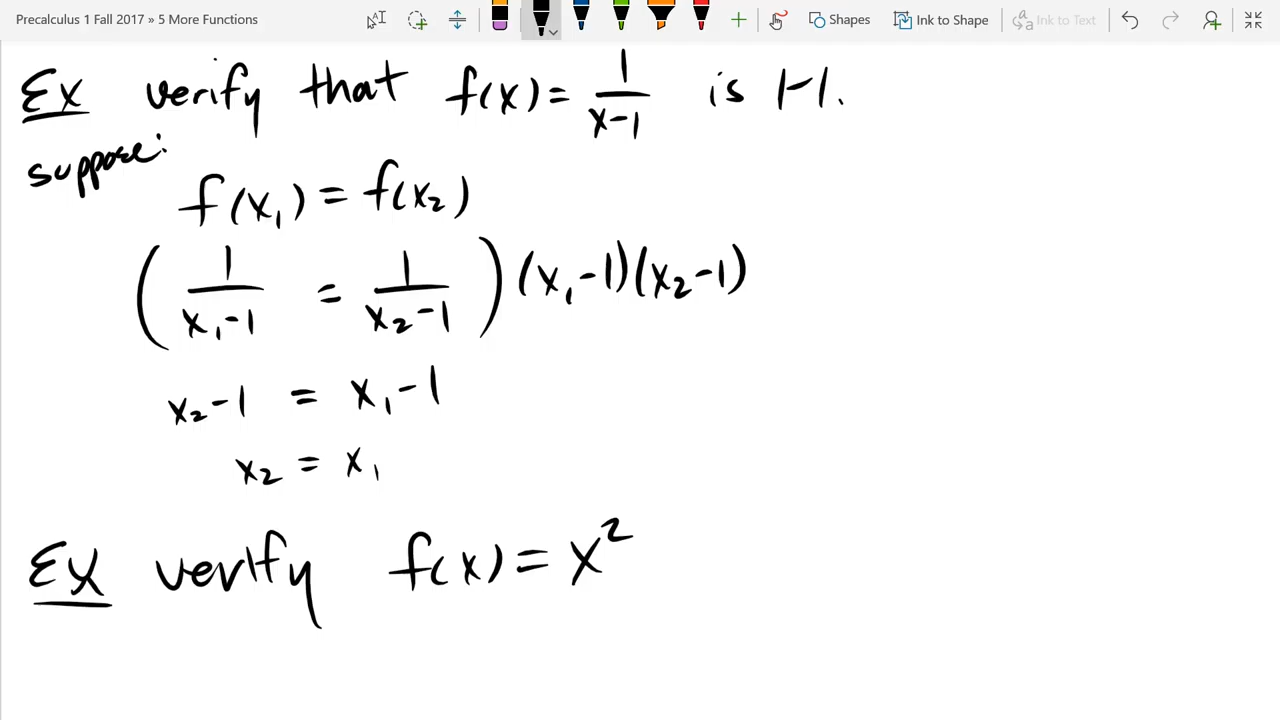 Precalculus 1 Fall 2017 » 5 More Functions
Shapes
Ink to Shape
Ink to Text
Ex verify that f(x) = 1/(x-1) is 1-1.
suppose:
f(x₁) = f(x₂)
(1/(x₁-1) = 1/(x₂-1)) (x₁-1)(x₂-1)
x₂-1 = x₁-1
x₂ = x₁
Ex verify f(x) = x²